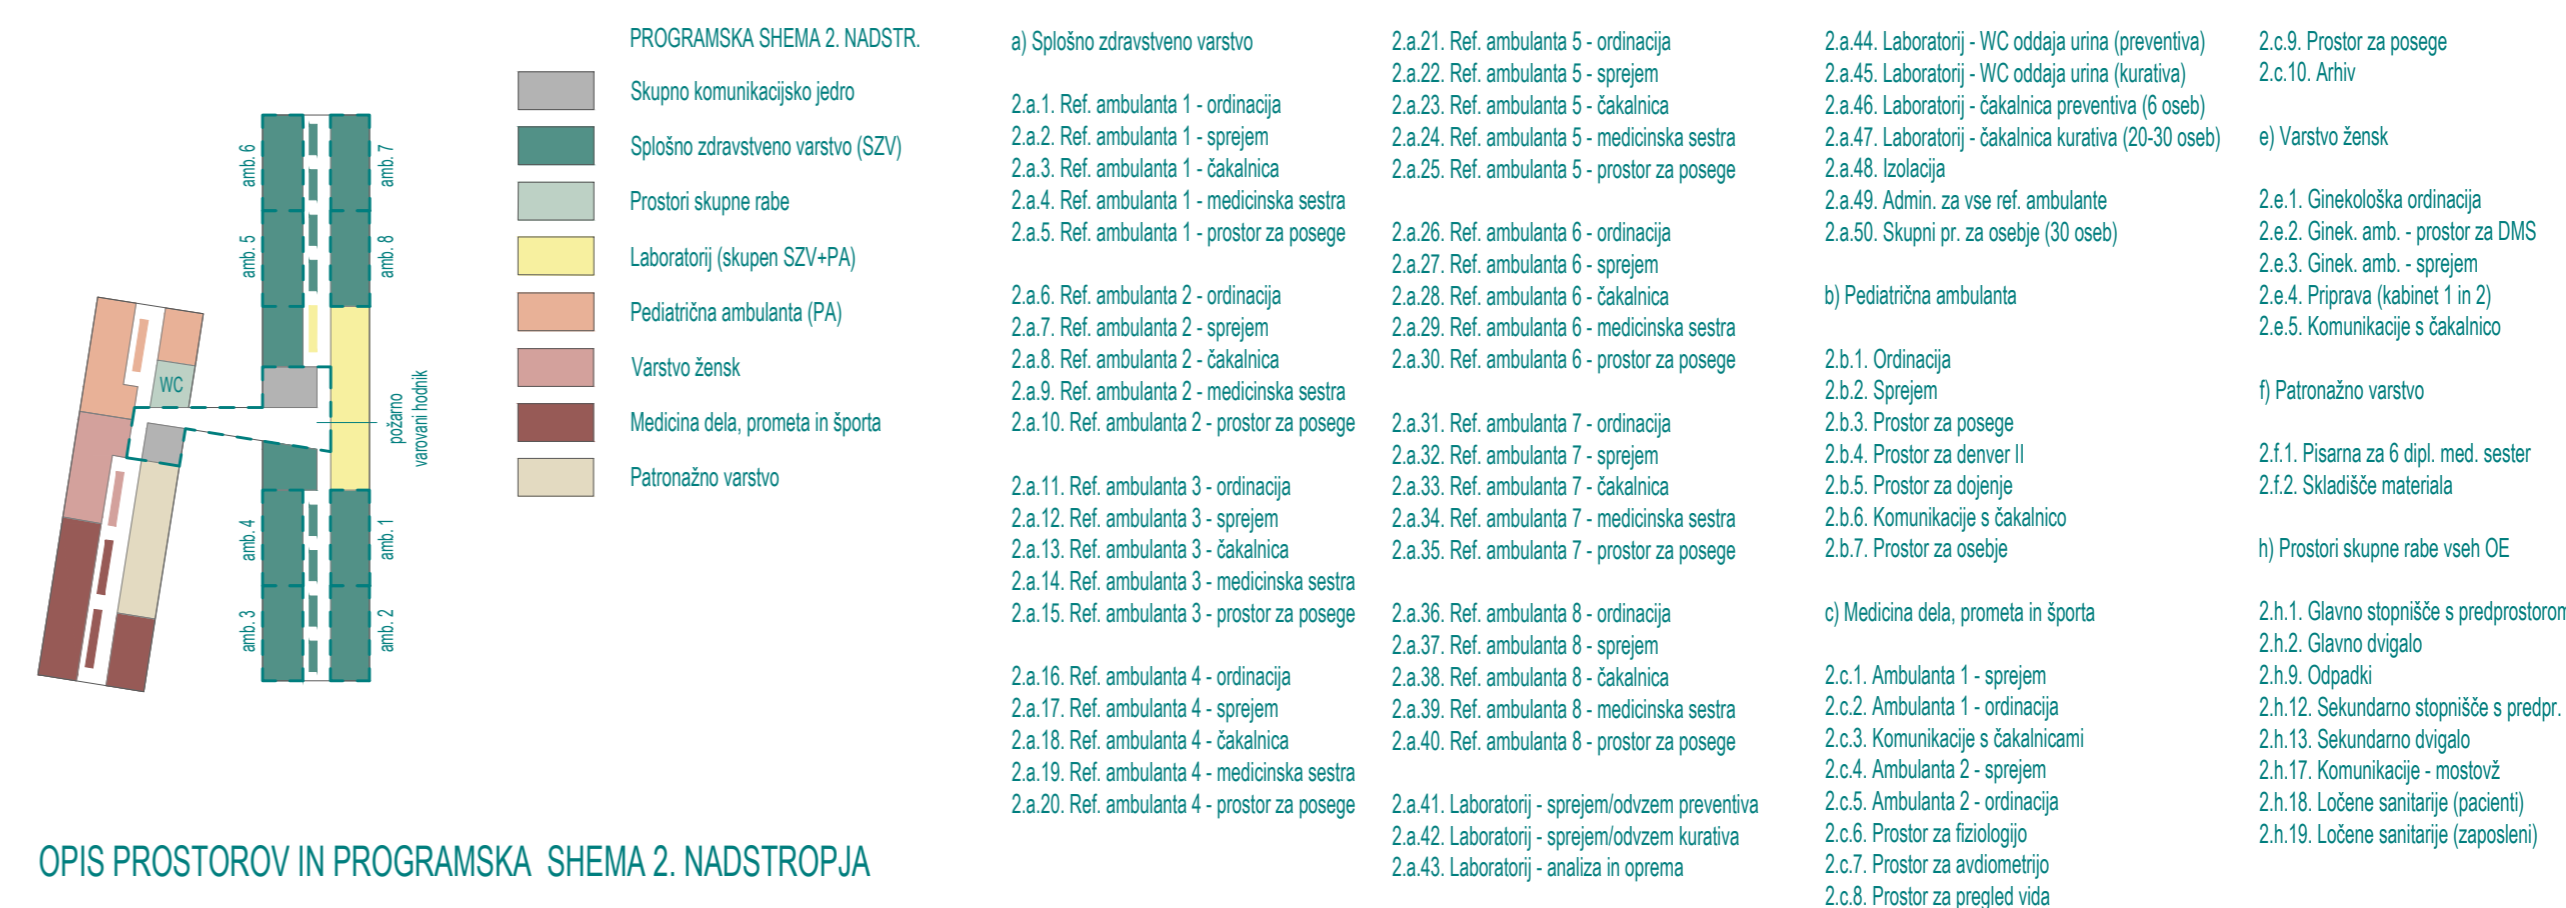 PROGRAMSKA SHEMA 2. NADSTR.
Skupno komunikacijsko jedro
Splošno zdravstveno varstvo (SZV)
Prostori skupne rabe
Laboratorij (skupen SZV+PA)
Pediatrična ambulanta (PA)
Varstvo žensk
Medicina dela, prometa in športa
Patronažno varstvo
amb. 6
amb. 7
amb. 5
amb. 8
WC
požarno
varovani hodnik
amb. 4
amb. 1
amb. 3
amb. 2
OPIS PROSTOROV IN PROGRAMSKA SHEMA 2. NADSTROPJA
a) Splošno zdravstveno varstvo
2.a.1. Ref. ambulanta 1 - ordinacija
2.a.2. Ref. ambulanta 1 - sprejem
2.a.3. Ref. ambulanta 1 - čakalnica
2.a.4. Ref. ambulanta 1 - medicinska sestra
2.a.5. Ref. ambulanta 1 - prostor za posege
2.a.6. Ref. ambulanta 2 - ordinacija
2.a.7. Ref. ambulanta 2 - sprejem
2.a.8. Ref. ambulanta 2 - čakalnica
2.a.9. Ref. ambulanta 2 - medicinska sestra
2.a.10. Ref. ambulanta 2 - prostor za posege
2.a.11. Ref. ambulanta 3 - ordinacija
2.a.12. Ref. ambulanta 3 - sprejem
2.a.13. Ref. ambulanta 3 - čakalnica
2.a.14. Ref. ambulanta 3 - medicinska sestra
2.a.15. Ref. ambulanta 3 - prostor za posege
2.a.16. Ref. ambulanta 4 - ordinacija
2.a.17. Ref. ambulanta 4 - sprejem
2.a.18. Ref. ambulanta 4 - čakalnica
2.a.19. Ref. ambulanta 4 - medicinska sestra
2.a.20. Ref. ambulanta 4 - prostor za posege
2.a.21. Ref. ambulanta 5 - ordinacija
2.a.22. Ref. ambulanta 5 - sprejem
2.a.23. Ref. ambulanta 5 - čakalnica
2.a.24. Ref. ambulanta 5 - medicinska sestra
2.a.25. Ref. ambulanta 5 - prostor za posege
2.a.26. Ref. ambulanta 6 - ordinacija
2.a.27. Ref. ambulanta 6 - sprejem
2.a.28. Ref. ambulanta 6 - čakalnica
2.a.29. Ref. ambulanta 6 - medicinska sestra
2.a.30. Ref. ambulanta 6 - prostor za posege
2.a.31. Ref. ambulanta 7 - ordinacija
2.a.32. Ref. ambulanta 7 - sprejem
2.a.33. Ref. ambulanta 7 - čakalnica
2.a.34. Ref. ambulanta 7 - medicinska sestra
2.a.35. Ref. ambulanta 7 - prostor za posege
2.a.36. Ref. ambulanta 8 - ordinacija
2.a.37. Ref. ambulanta 8 - sprejem
2.a.38. Ref. ambulanta 8 - čakalnica
2.a.39. Ref. ambulanta 8 - medicinska sestra
2.a.40. Ref. ambulanta 8 - prostor za posege
2.a.41. Laboratorij - sprejem/odvzem preventiva
2.a.42. Laboratorij - sprejem/odvzem kurativa
2.a.43. Laboratorij - analiza in oprema
2.a.44. Laboratorij - WC oddaja urina (preventiva)
2.a.45. Laboratorij - WC oddaja urina (kurativa)
2.a.46. Laboratorij - čakalnica preventiva (6 oseb)
2.a.47. Laboratorij - čakalnica kurativa (20-30 oseb)
2.a.48. Izolacija
2.a.49. Admin. za vse ref. ambulante
2.a.50. Skupni pr. za osebje (30 oseb)
b) Pediatrična ambulanta
2.b.1. Ordinacija
2.b.2. Sprejem
2.b.3. Prostor za posege
2.b.4. Prostor za denver II
2.b.5. Prostor za dojenje
2.b.6. Komunikacije s čakalnico
2.b.7. Prostor za osebje
c) Medicina dela, prometa in športa
2.c.1. Ambulanta 1 - sprejem
2.c.2. Ambulanta 1 - ordinacija
2.c.3. Komunikacije s čakalnicami
2.c.4. Ambulanta 2 - sprejem
2.c.5. Ambulanta 2 - ordinacija
2.c.6. Prostor za fiziologijo
2.c.7. Prostor za avdiometrijo
2.c.8. Prostor za pregled vida
2.c.9. Prostor za posege
2.c.10. Arhiv
e) Varstvo žensk
2.e.1. Ginekološka ordinacija
2.e.2. Ginek. amb. - prostor za DMS
2.e.3. Ginek. amb. - sprejem
2.e.4. Priprava (kabinet 1 in 2)
2.e.5. Komunikacije s čakalnico
f) Patronažno varstvo
2.f.1. Pisarna za 6 dipl. med. sester
2.f.2. Skladišče materiala
h) Prostori skupne rabe vseh OE
2.h.1. Glavno stopnišče s predprostorom
2.h.2. Glavno dvigalo
2.h.9. Odpadki
2.h.12. Sekundarno stopnišče s predpr.
2.h.13. Sekundarno dvigalo
2.h.17. Komunikacije - mostovž
2.h.18. Ločene sanitarije (pacienti)
2.h.19. Ločene sanitarije (zaposleni)